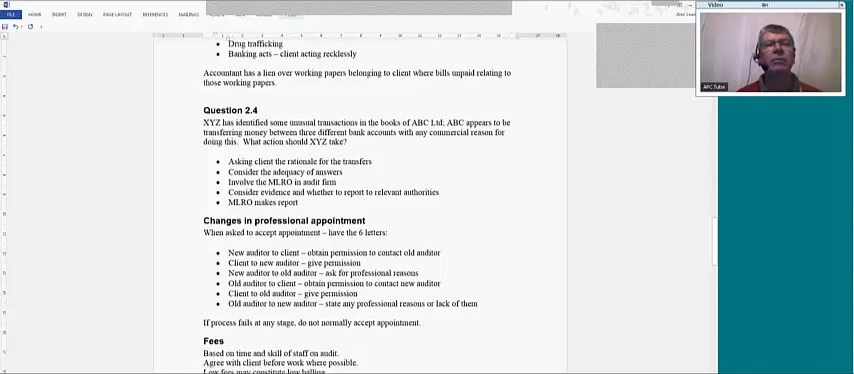 Video
FILE HOME INSERT DESIGN PAGE LAYOUT REFERENCES MAILINGS
APC Tutor
Drug trafficking
Banking acts – client acting recklessly
Accountant has a lien over working papers belonging to client where bills unpaid relating to
those working papers.
Question 2.4
XYZ has identified some unusual transactions in the books of ABC Ltd; ABC appears to be
transferring money between three different bank accounts with any commercial reason for
doing this. What action should XYZ take?
Asking client the rationale for the transfers
Consider the adequacy of answers
Involve the MLRO in audit firm
Consider evidence and whether to report to relevant authorities
MLRO makes report
Changes in professional appointment
When asked to accept appointment – have the 6 letters:
New auditor to client – obtain permission to contact old auditor
Client to new auditor – give permission
New auditor to old auditor – ask for professional reasons
Old auditor to client – obtain permission to contact new auditor
Client to old auditor – give permission
Old auditor to new auditor – state any professional reasons or lack of them
If process fails at any stage, do not normally accept appointment.
Fees
Based on time and skill of staff on audit.
Agree with client before work where possible.
Low fees may constitute low balling